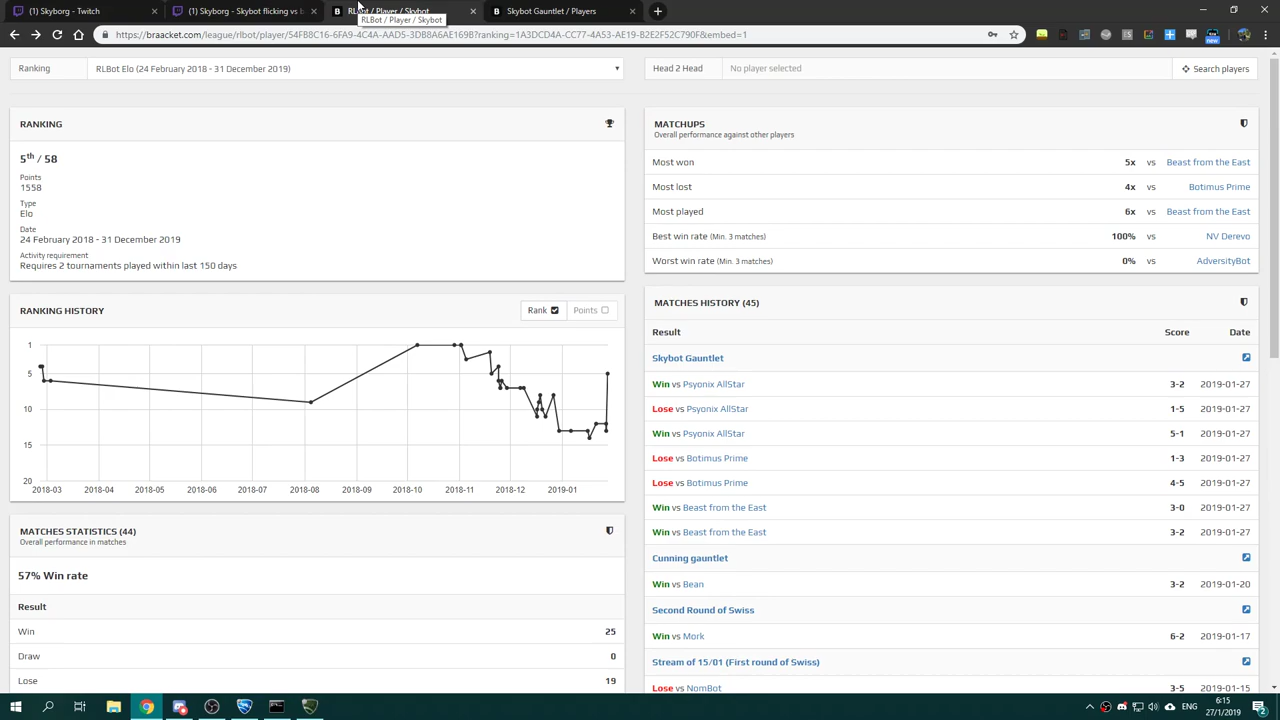 (1) Skyborg - Twitch
(1) Skyborg - Skybot flicking vs b
RLBot / Player / Skybot
Skybot Gauntlet / Players
RLBot / Player / Skybot
https://braacket.com/league/rlbot/player/54FB8C16-6FA9-4C4A-AAD5-3DB8A6AE169B?ranking=1A3DCD4A-CC77-4A53-AE19-B2E2F52C790F&embed=1
Ranking
RLBot Elo (24 February 2018 - 31 December 2019)
Head 2 Head
No player selected
Search players
RANKING
5th / 58
Points
1558
Type
Elo
Date
24 February 2018 - 31 December 2019
Activity requirement
Requires 2 tournaments played within last 150 days
RANKING HISTORY
Rank
Points
1
5
10
15
20
2018-03 2018-04 2018-05 2018-06 2018-07 2018-08 2018-09 2018-10 2018-11 2018-12 2019-01
MATCHES STATISTICS (44)
Overall performance in matches
57% Win rate
Result
Win 25
Draw 0
Lose 19
MATCHUPS
Overall performance against other players
Most won 5x vs Beast from the East
Most lost 4x vs Botimus Prime
Most played 6x vs Beast from the East
Best win rate (Min. 3 matches) 100% vs NV Derevo
Worst win rate (Min. 3 matches) 0% vs AdversityBot
MATCHES HISTORY (45)
Result Score Date
Skybot Gauntlet
Win vs Psyonix AllStar 3-2 2019-01-27
Lose vs Psyonix AllStar 1-5 2019-01-27
Win vs Psyonix AllStar 5-1 2019-01-27
Lose vs Botimus Prime 1-3 2019-01-27
Lose vs Botimus Prime 4-5 2019-01-27
Win vs Beast from the East 3-0 2019-01-27
Win vs Beast from the East 3-2 2019-01-27
Cunning gauntlet
Win vs Bean 3-2 2019-01-20
Second Round of Swiss
Win vs Mork 6-2 2019-01-17
Stream of 15/01 (First round of Swiss)
Lose vs NomBot 3-5 2019-01-15
6:15
27/1/2019
2